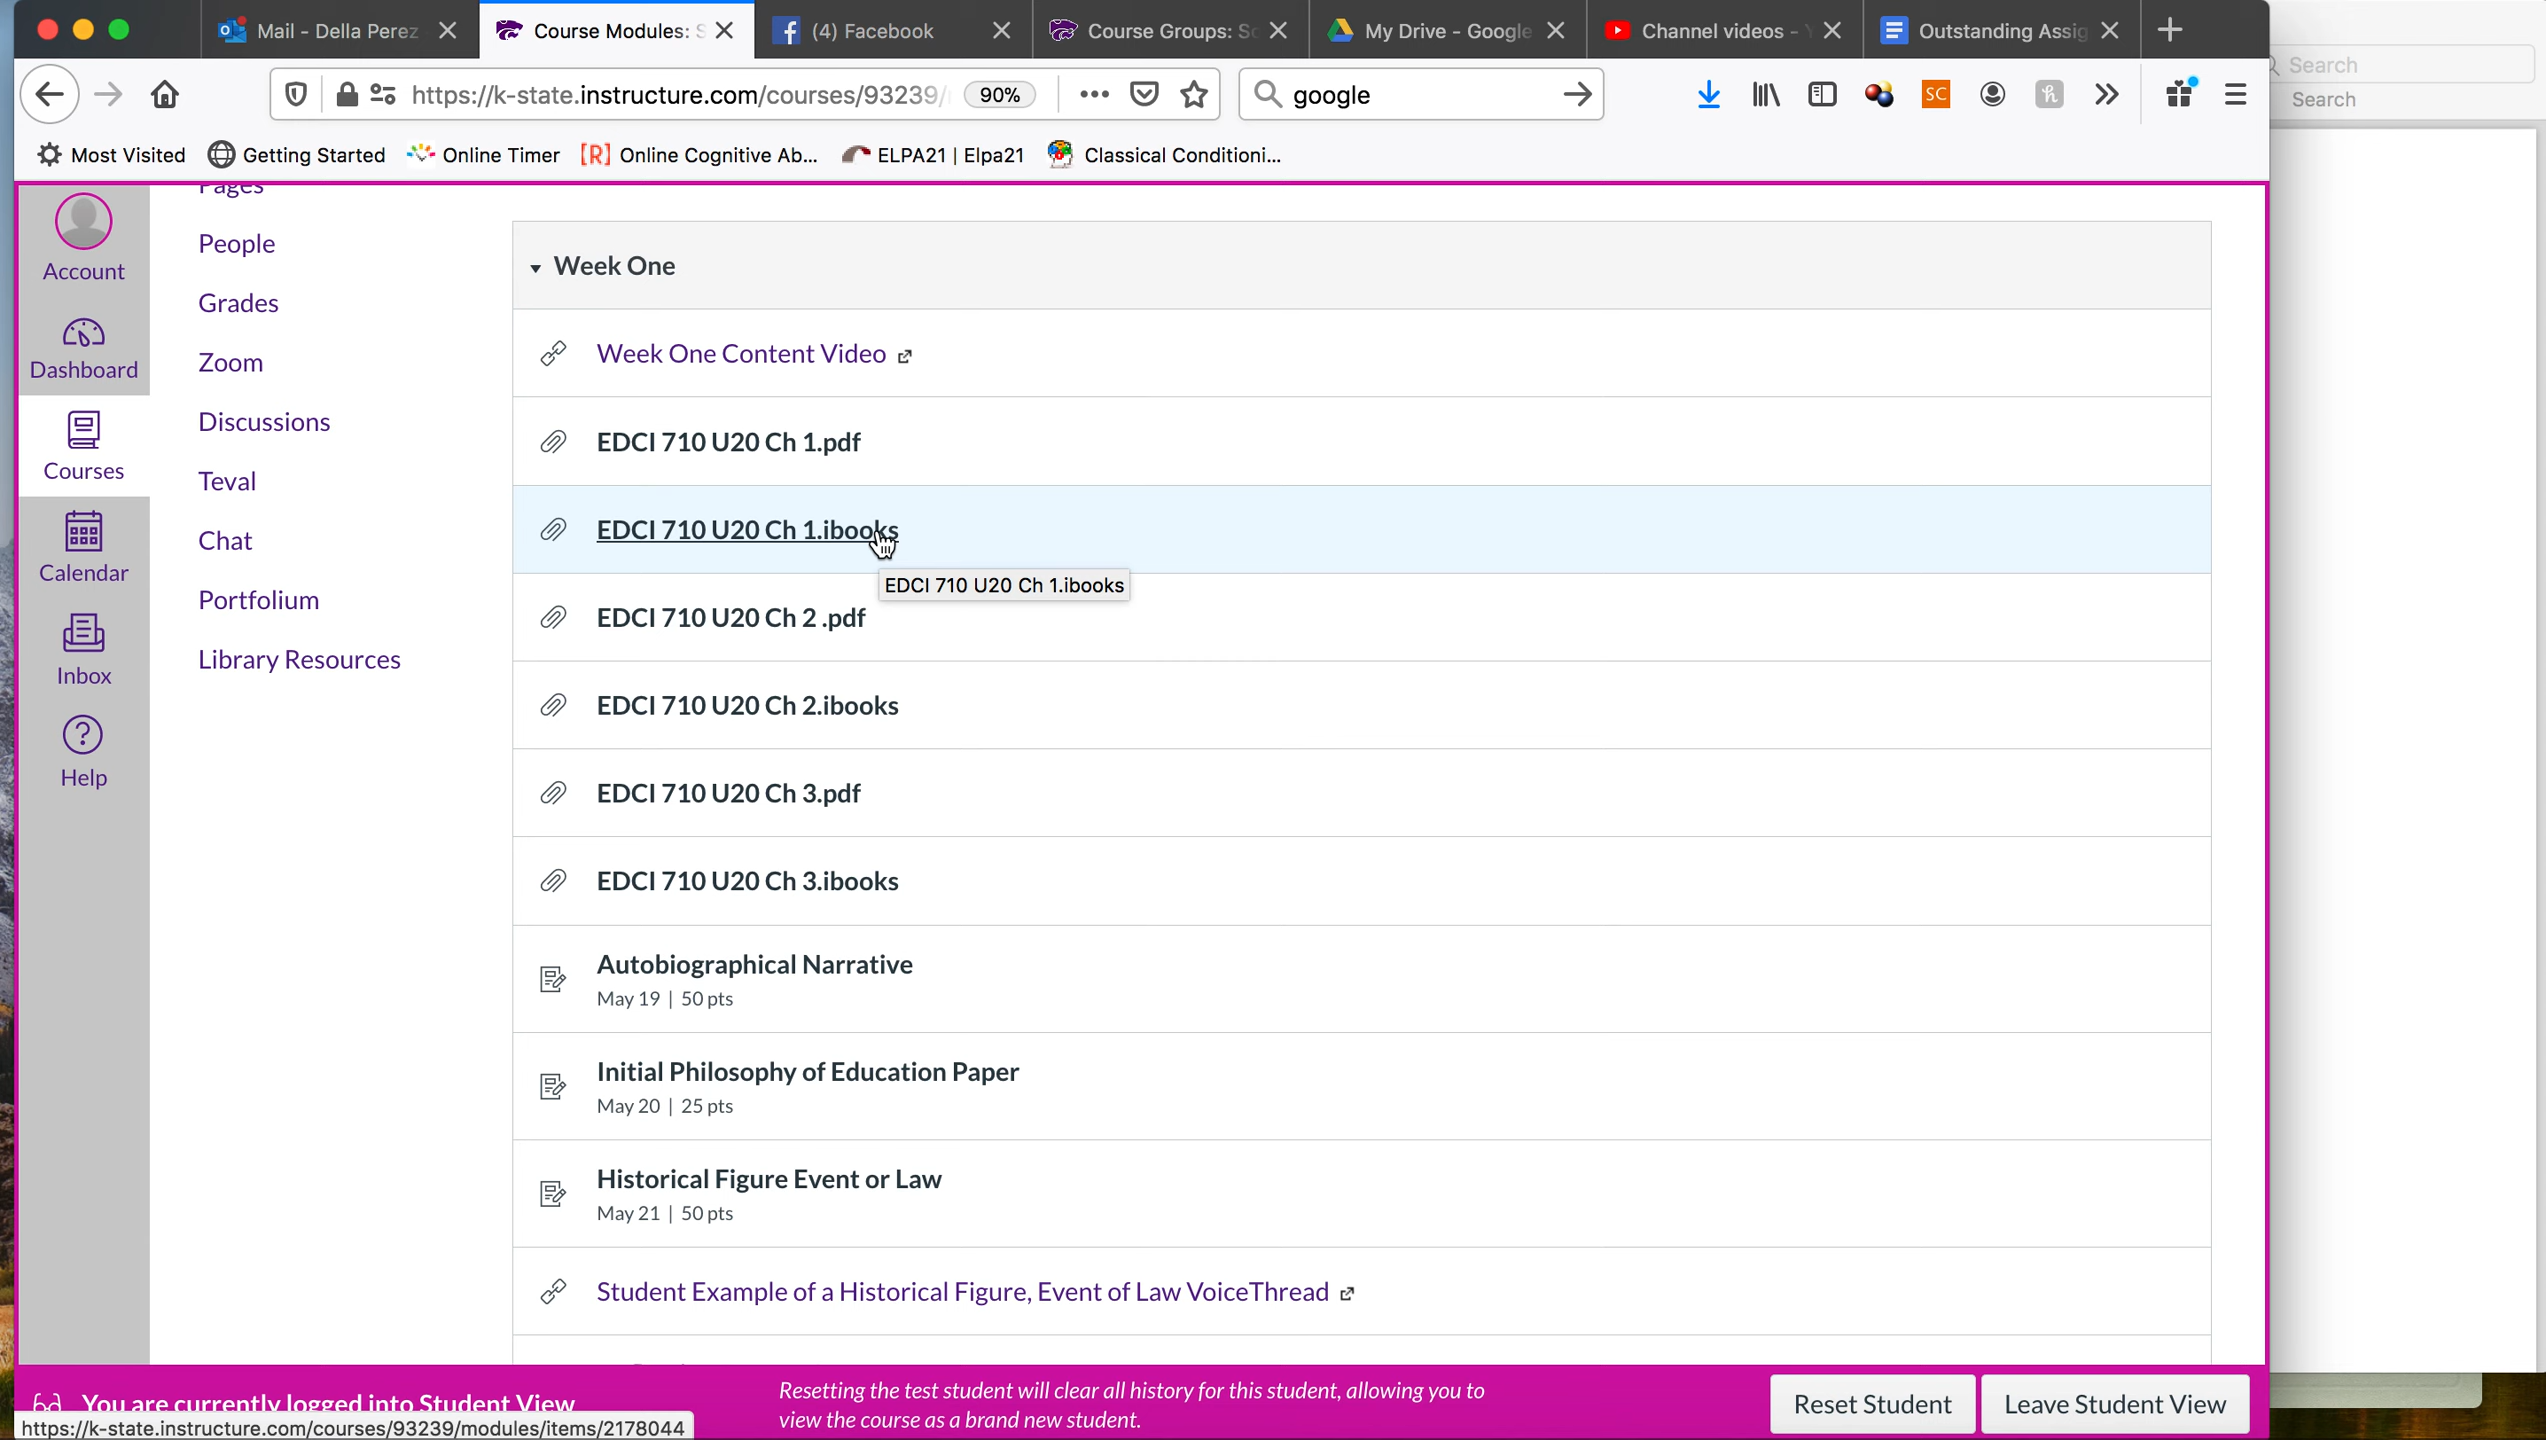 Mail - Della Perez
Course Modules: S
(4) Facebook
Course Groups: Sc
My Drive - Google
Channel videos - Y
Outstanding Assig
https://k-state.instructure.com/courses/93239/
90%
google
SC
h
Search
Search
Most Visited
Getting Started
Online Timer
[R] Online Cognitive Ab...
ELPA21 | Elpa21
Classical Conditioni...
Account
Dashboard
Courses
Calendar
Inbox
Help
Pages
People
Grades
Zoom
Discussions
Teval
Chat
Portfolium
Library Resources
Week One
Week One Content Video
EDCI 710 U20 Ch 1.pdf
EDCI 710 U20 Ch 1.ibooks
EDCI 710 U20 Ch 1.ibooks
EDCI 710 U20 Ch 2 .pdf
EDCI 710 U20 Ch 2.ibooks
EDCI 710 U20 Ch 3.pdf
EDCI 710 U20 Ch 3.ibooks
Autobiographical Narrative
May 19 | 50 pts
Initial Philosophy of Education Paper
May 20 | 25 pts
Historical Figure Event or Law
May 21 | 50 pts
Student Example of a Historical Figure, Event of Law VoiceThread
You are currently logged into Student View
https://k-state.instructure.com/courses/93239/modules/items/2178044
Resetting the test student will clear all history for this student, allowing you to
view the course as a brand new student.
Reset Student
Leave Student View